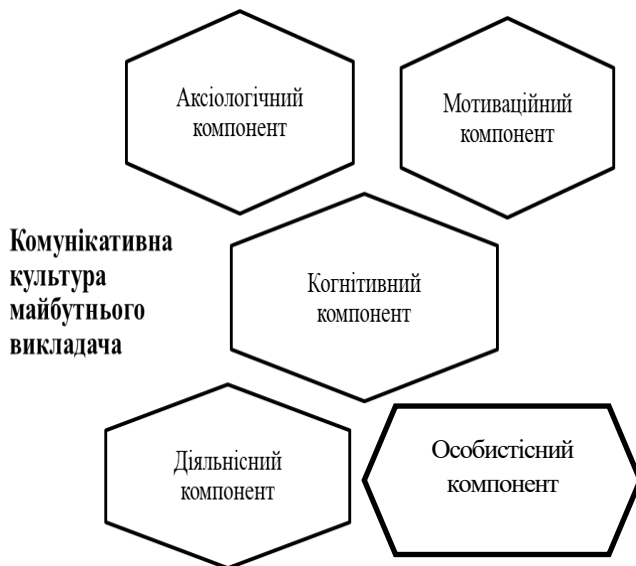 Аксіологічний
компонент
Мотиваційний
компонент
Комунікативна
культура
майбутнього
викладача
Когнітивний
компонент
Діяльнісний
компонент
Особистісний
компонент